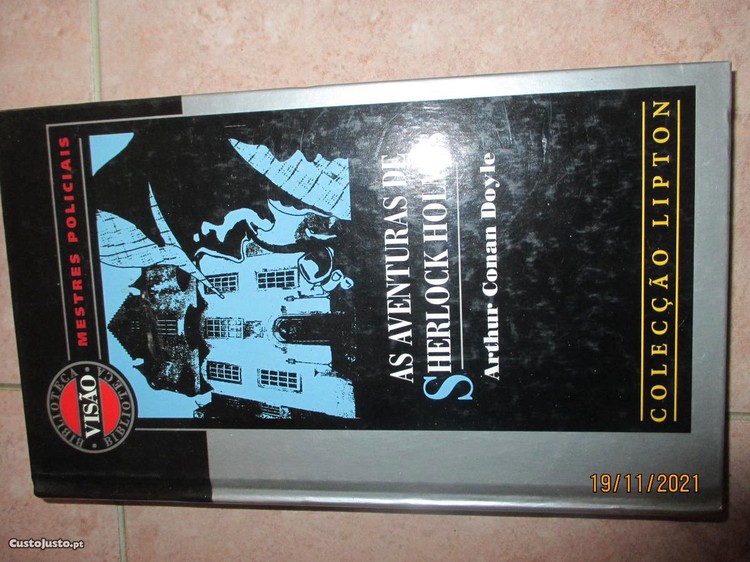 BIBLIOTECA
VISÃO
BIBLIOTECA
MESTRES POLICIAIS
AS AVENTURAS DE
SHERLOCK HOL
Arthur Conan Doyle
COLECÇÃO LIPTON
19/11/2021
CustoJusto.pt